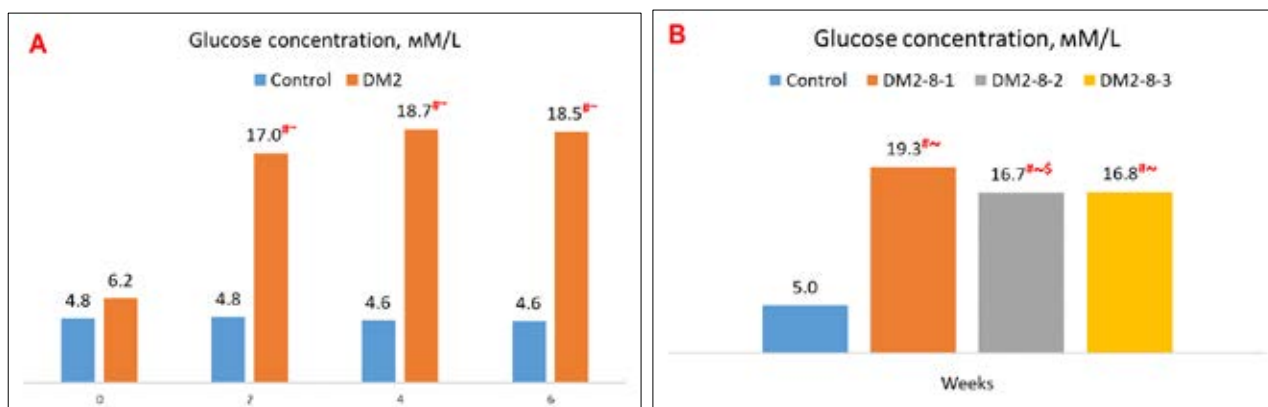 A
Glucose concentration, мM/L
Control DM2
4.8 6.2 4.8 17.0#~ 4.6 18.7#~ 4.6 18.5#~
0 2 4 6
B
Glucose concentration, мM/L
Control DM2-8-1 DM2-8-2 DM2-8-3
5.0 19.3#~ 16.7#~$ 16.8#~
Weeks